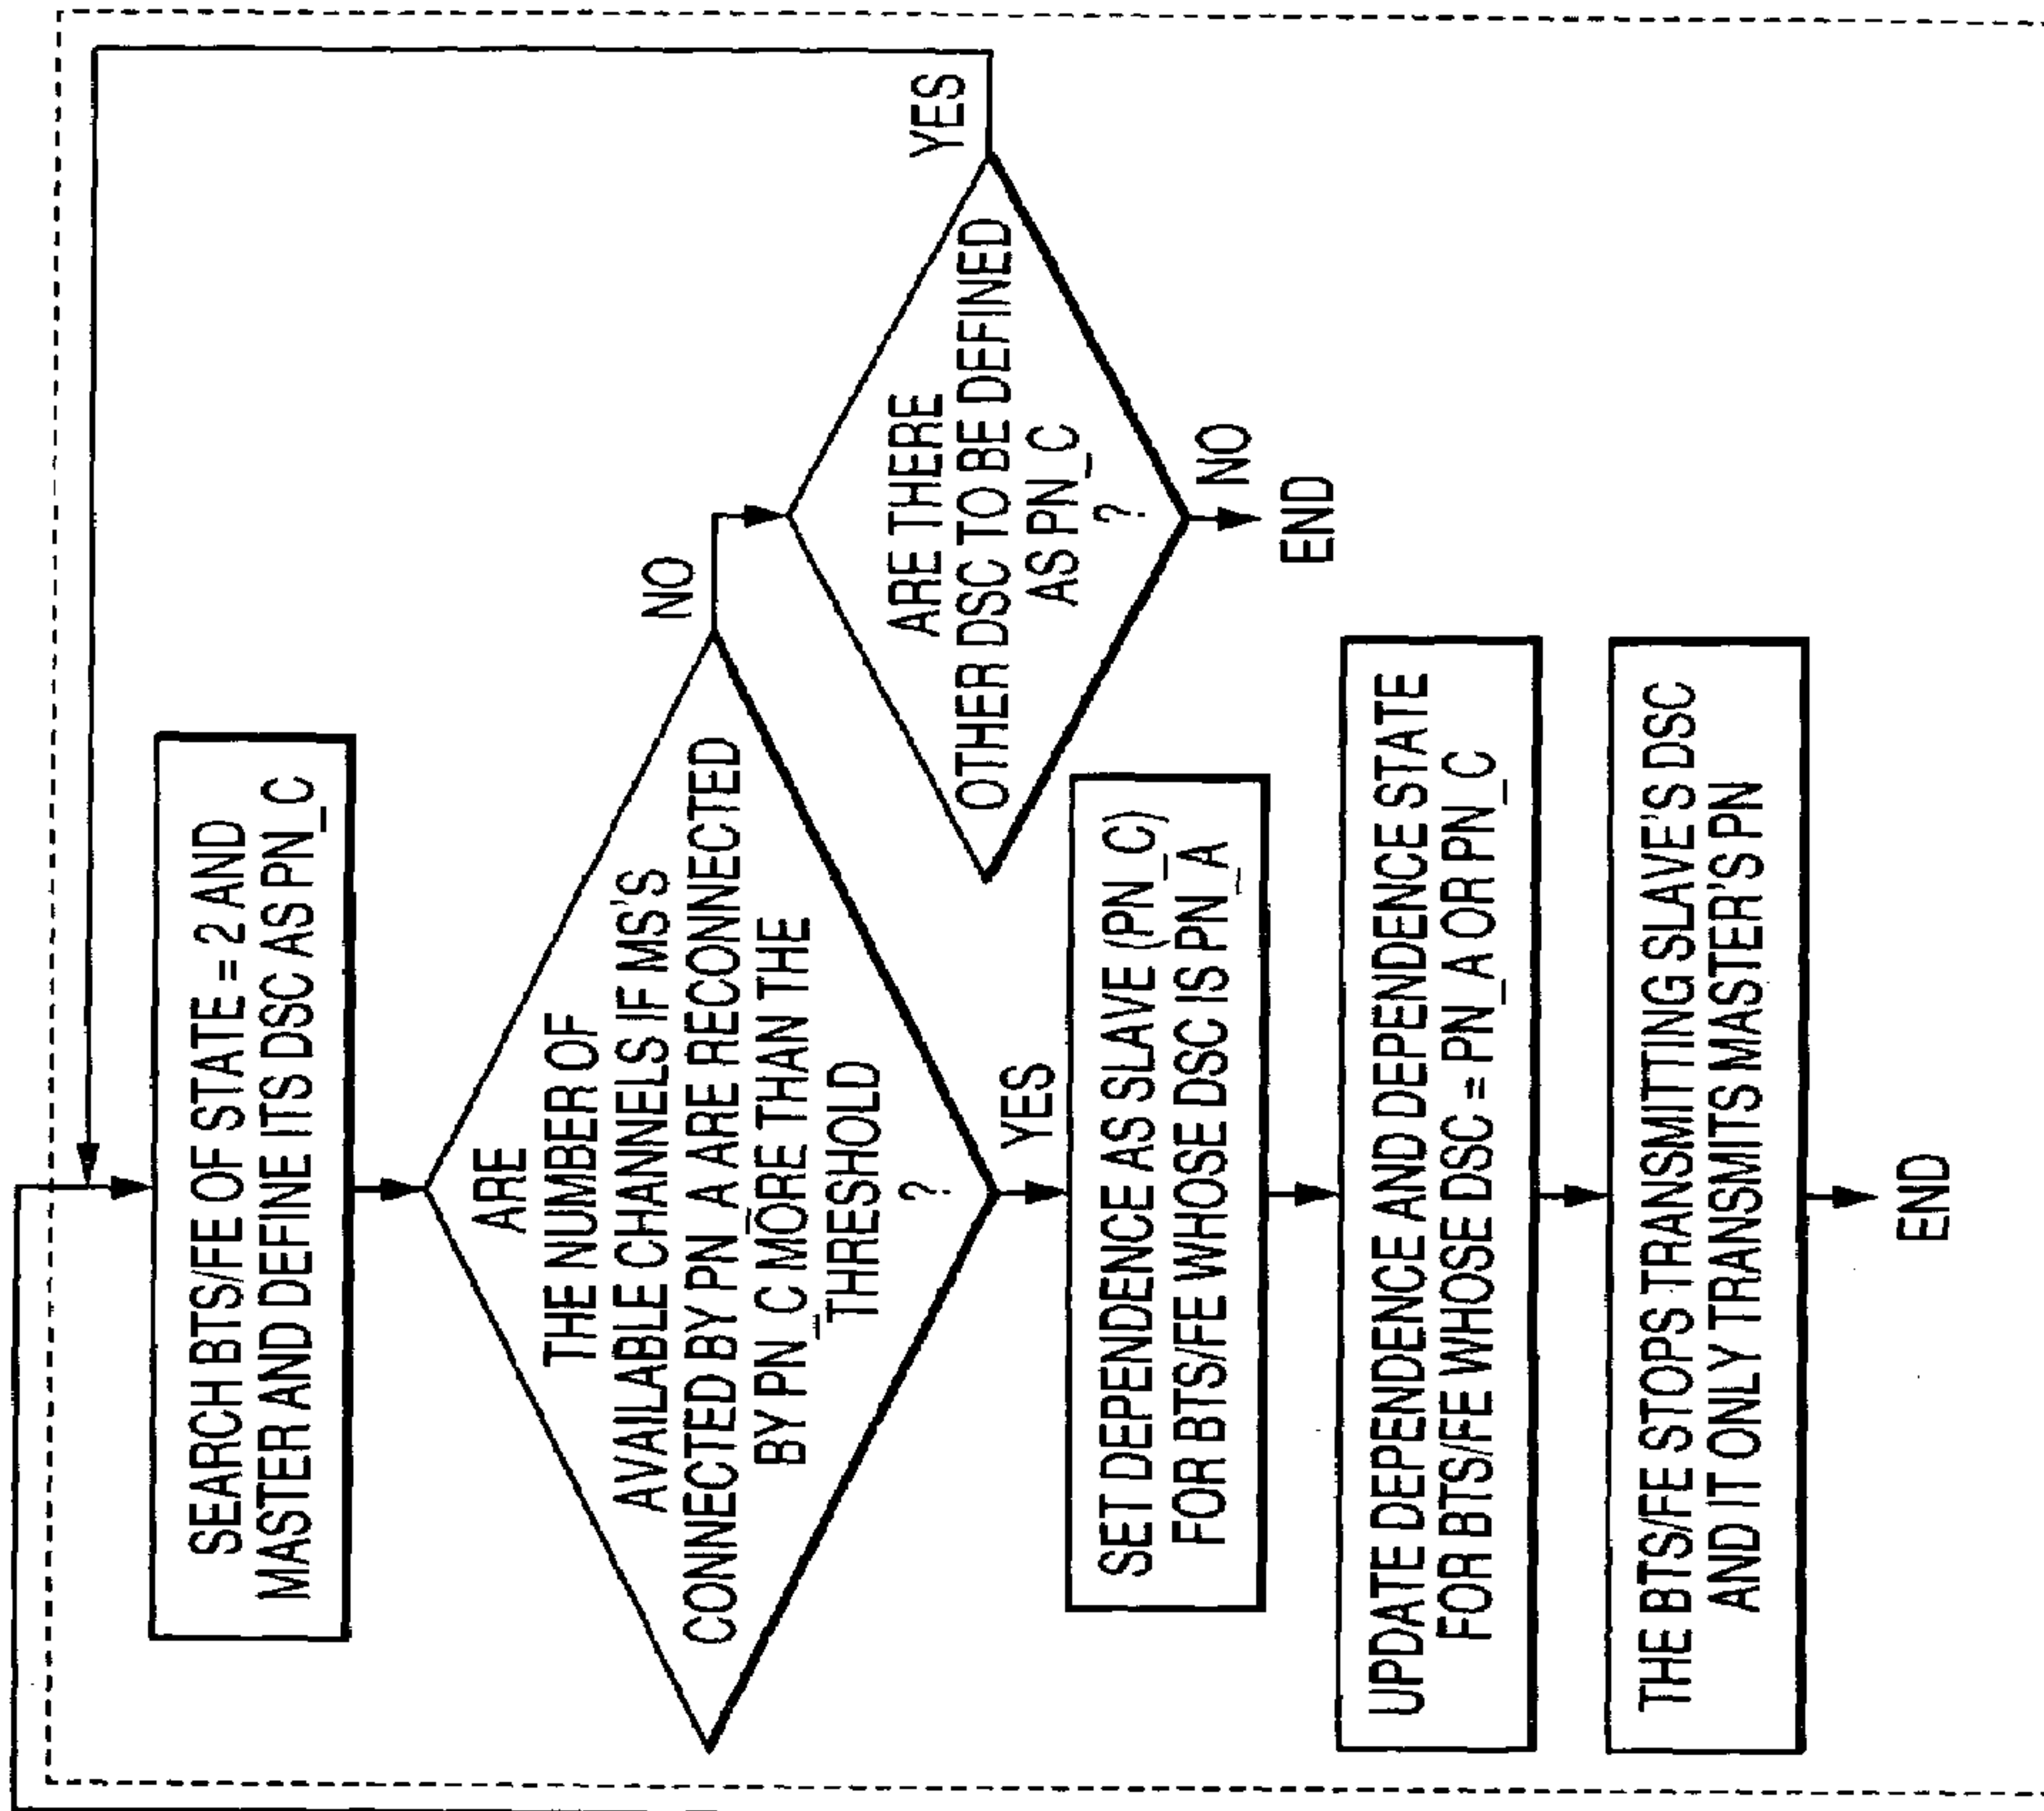 SEARCH BTS/FE OF STATE = 2 AND
MASTER AND DEFINE ITS DSC AS PN_C
ARE
THE NUMBER OF
AVAILABLE CHANNELS IF MS'S
CONNECTED BY PN_A ARE RECONNECTED
BY PN_C MORE THAN THE
THRESHOLD
?
NO
YES
ARE THERE
OTHER DSC TO BE DEFINED
AS PN_C
?
YES
NO
END
SET DEPENDENCE AS SLAVE (PN_C)
FOR BTS/FE WHOSE DSC IS PN_A
UPDATE DEPENDENCE AND DEPENDENCE STATE
FOR BTS/FE WHOSE DSC = PN_A OR PN_C
THE BTS/FE STOPS TRANSMITTING SLAVE'S DSC
AND IT ONLY TRANSMITS MASTER'S PN
END